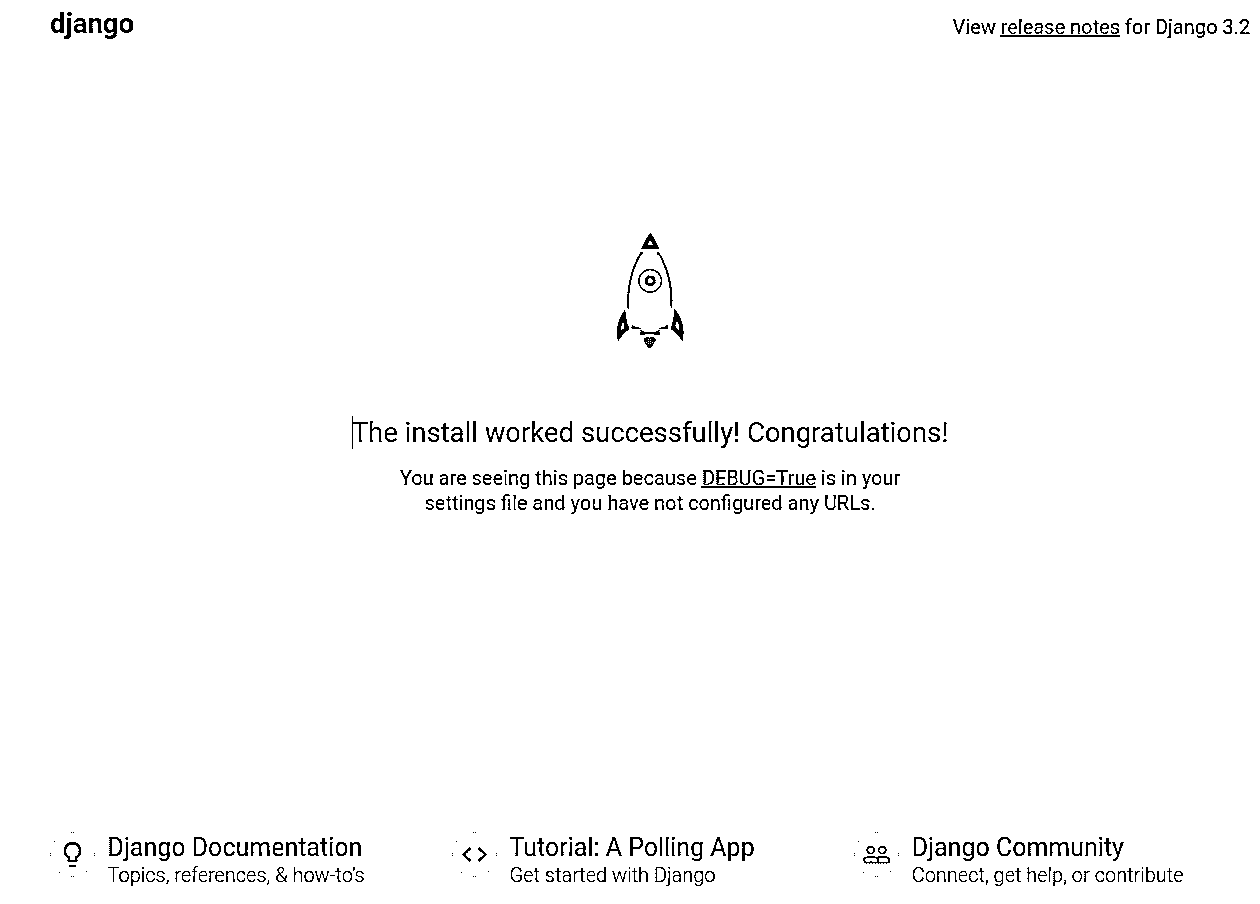 django
View release notes for Django 3.2
The install worked successfully! Congratulations!
You are seeing this page because DEBUG=True is in your
settings file and you have not configured any URLs.
Django Documentation
Topics, references, & how-to's
Tutorial: A Polling App
Get started with Django
Django Community
Connect, get help, or contribute